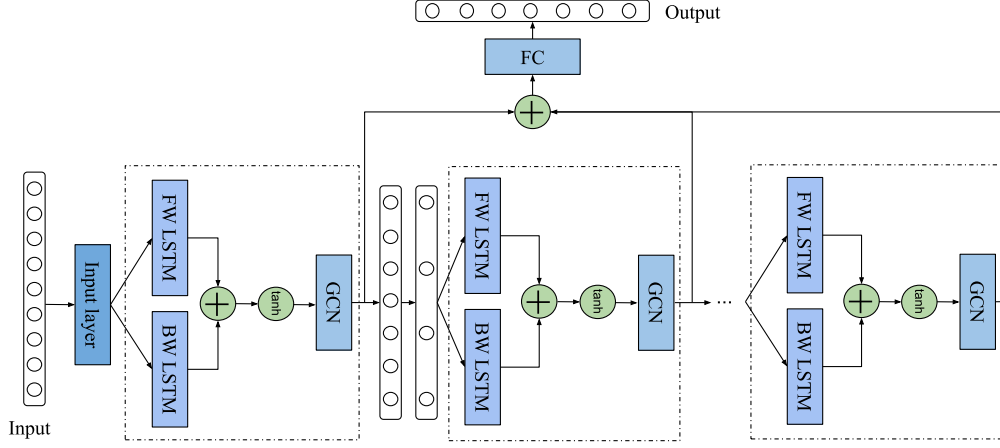 Output
FC
Input layer
FW LSTM
BW LSTM
tanh
GCN
FW LSTM
BW LSTM
tanh
GCN
...
FW LSTM
BW LSTM
tanh
GCN
Input